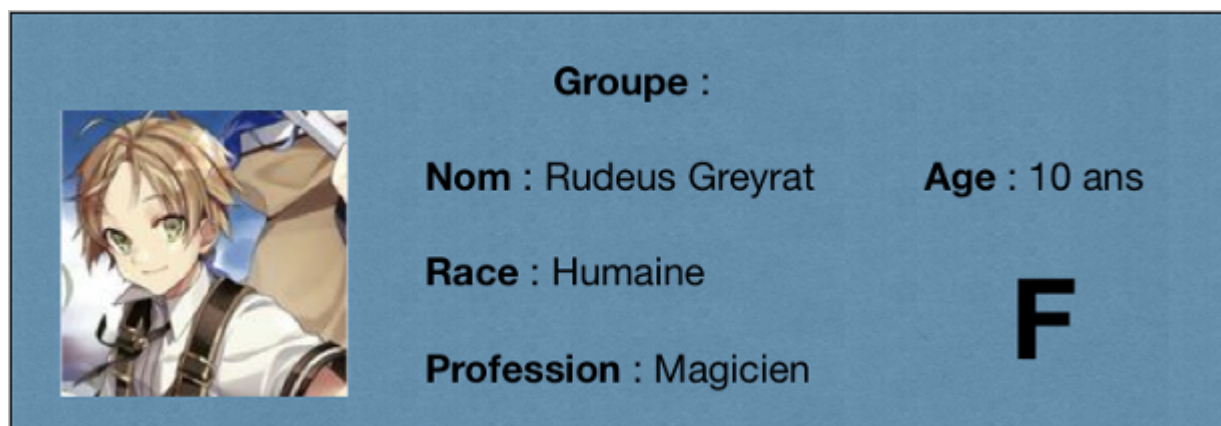 Groupe :
Nom : Rudeus Greyrat
Age : 10 ans
Race : Humaine
F
Profession : Magicien